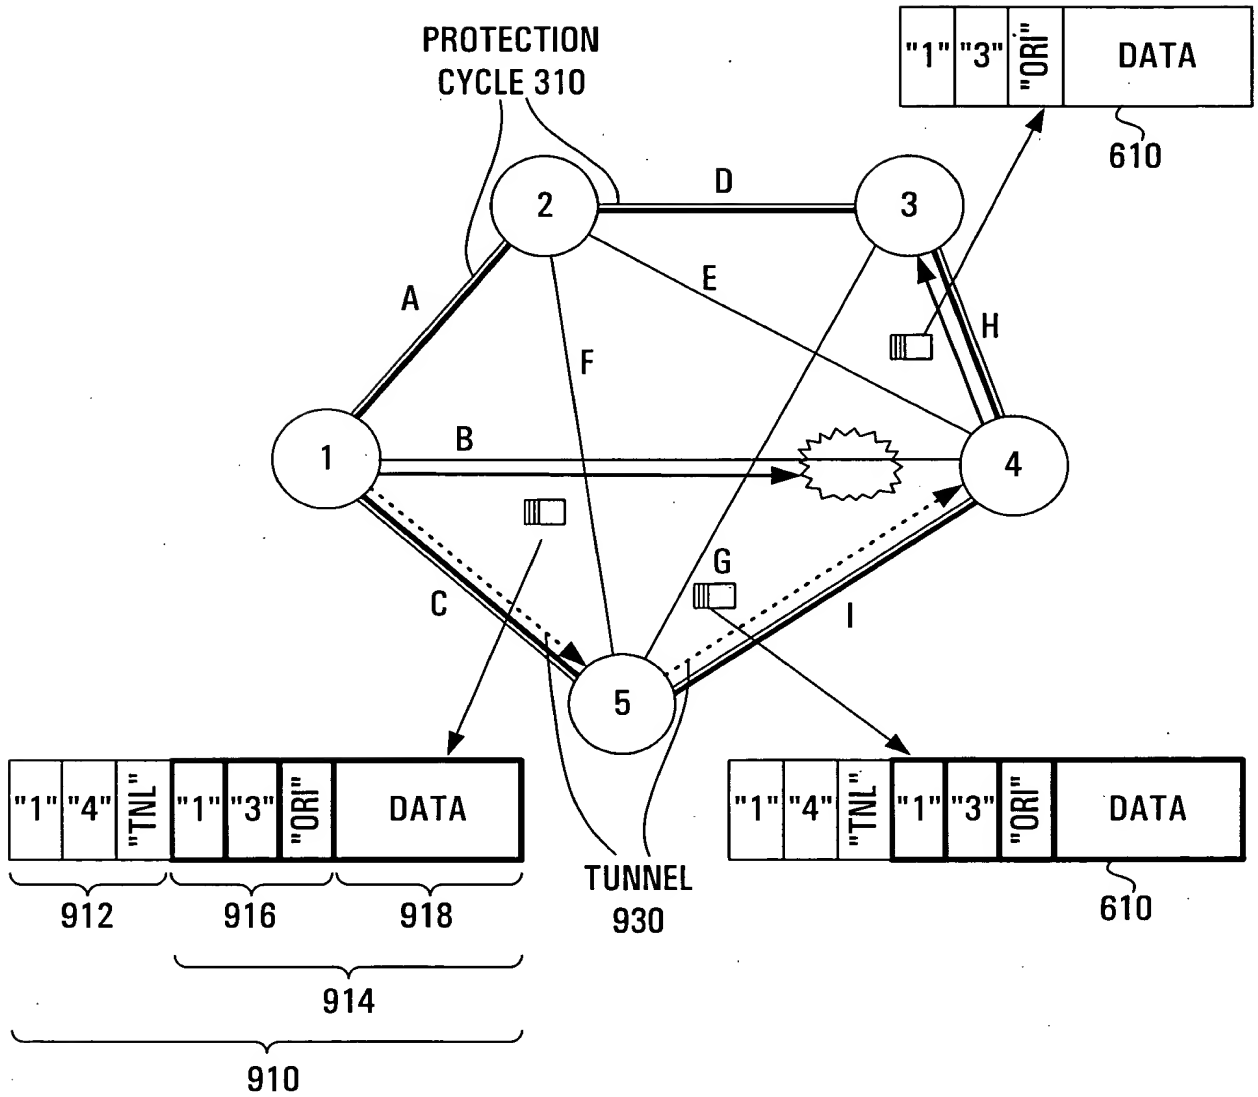 PROTECTION
CYCLE 310
"1" "3" "ORI" DATA
610
2
D
3
A
E
F
H
1
B
4
G
C
I
5
"1" "4" "TNL" "1" "3" "ORI" DATA
"1" "4" "TNL" "1" "3" "ORI" DATA
TUNNEL
930
912
916
918
610
914
910